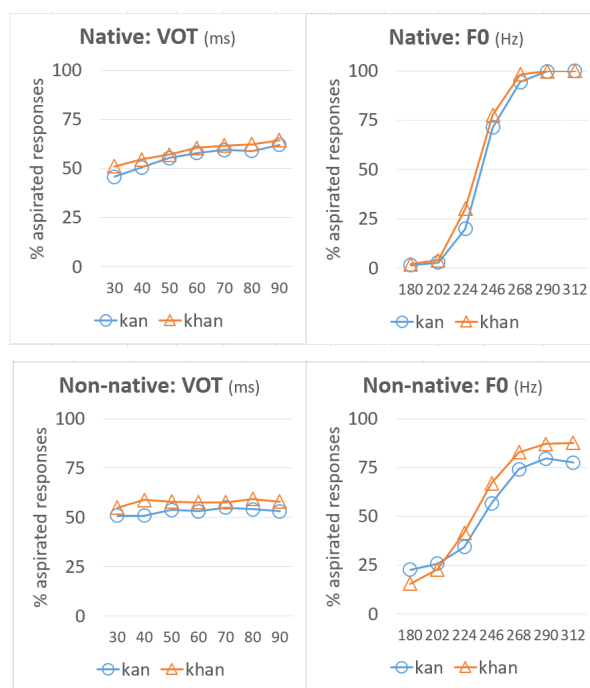 Native: VOT (ms)
100
75
50
25
0
% aspirated responses
30 40 50 60 70 80 90
kan khan
Native: F0 (Hz)
100
75
50
25
0
% aspirated responses
180 202 224 246 268 290 312
kan khan
Non-native: VOT (ms)
100
75
50
25
0
% aspirated responses
30 40 50 60 70 80 90
kan khan
Non-native: F0 (Hz)
100
75
50
25
0
% aspirated responses
180 202 224 246 268 290 312
kan khan